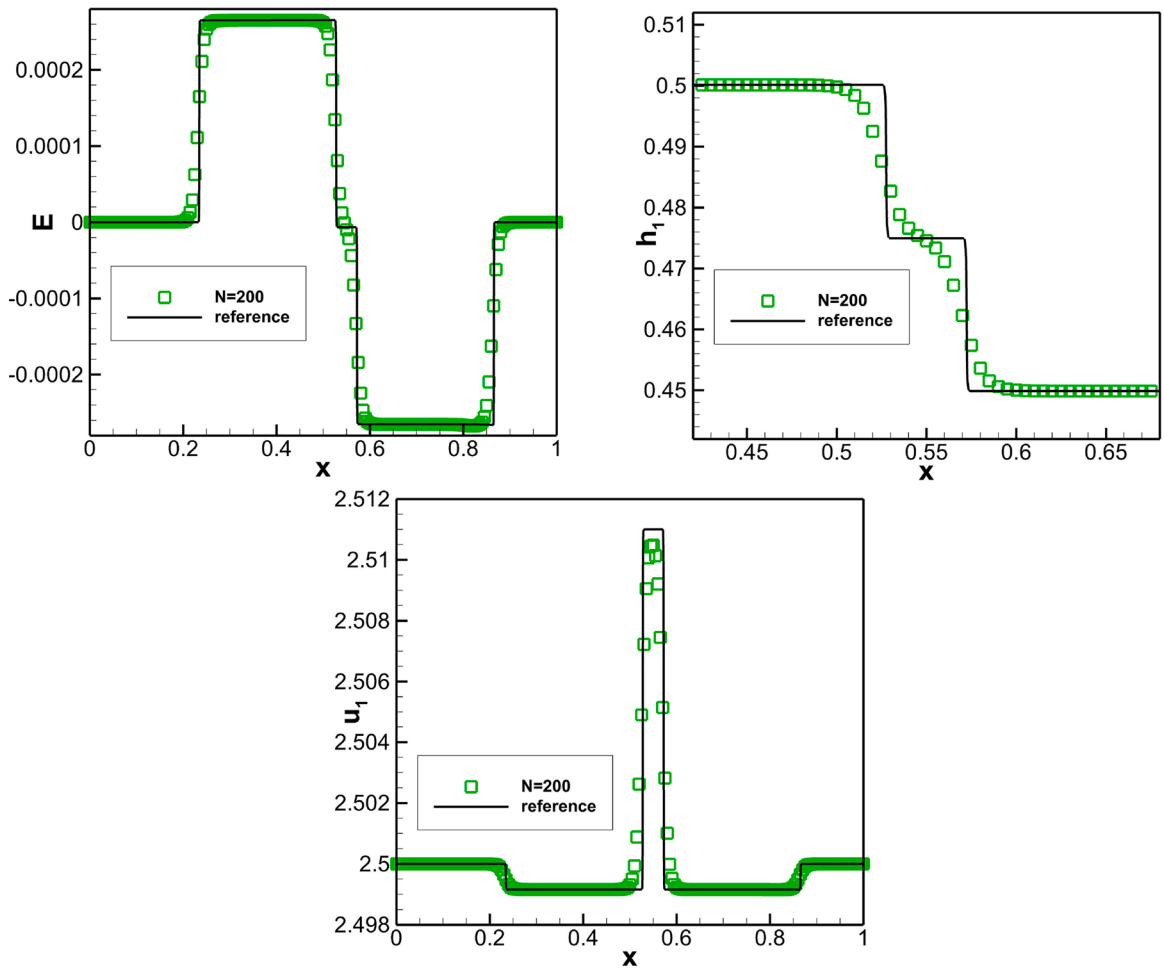 0.0002
0.0001
0
-0.0001
-0.0002
E
N=200
reference
0 0.2 0.4 0.6 0.8 1
x
0.51
0.5
0.49
0.48
0.47
0.46
0.45
h1
N=200
reference
0.45 0.5 0.55 0.6 0.65
x
2.512
2.51
2.508
2.506
2.504
2.502
2.5
2.498
u1
N=200
reference
0 0.2 0.4 0.6 0.8 1
x